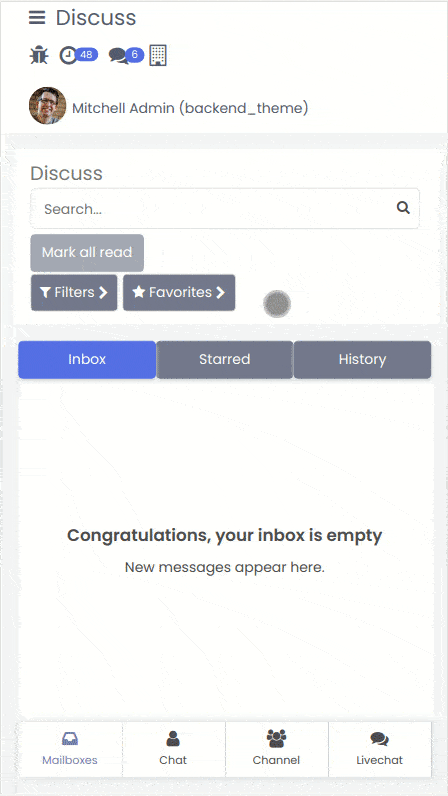 Discuss
48 6
Mitchell Admin (backend_theme)
Discuss
Search...
Mark all read
Filters Favorites
Inbox Starred History
Congratulations, your inbox is empty
New messages appear here.
Mailboxes Chat Channel Livechat